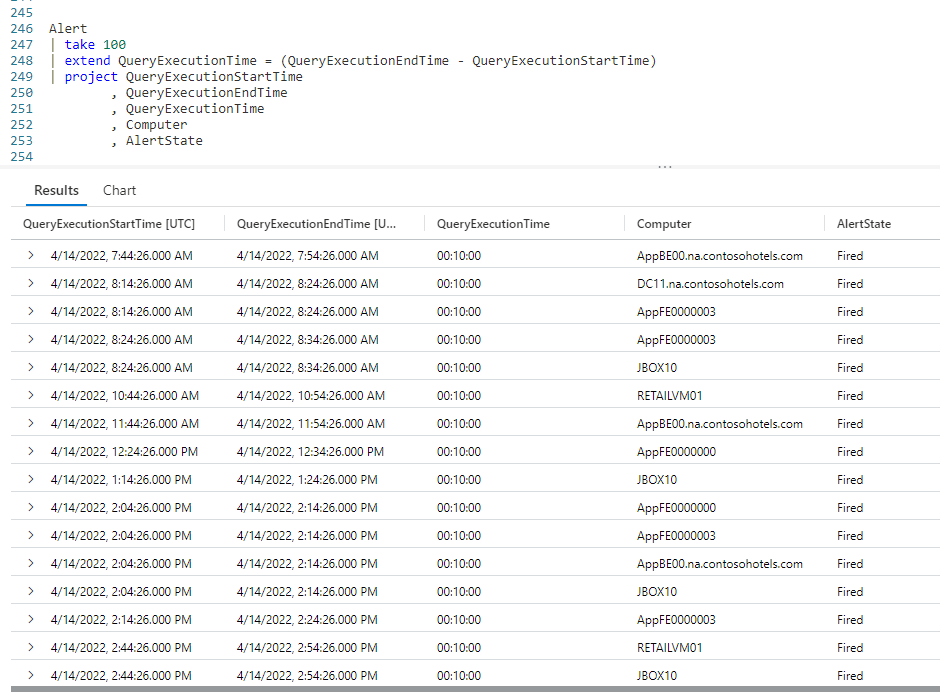 245
246 Alert
247 | take 100
248 | extend QueryExecutionTime = (QueryExecutionEndTime - QueryExecutionStartTime)
249 | project QueryExecutionStartTime
250 , QueryExecutionEndTime
251 , QueryExecutionTime
252 , Computer
253 , AlertState
254
...
Results Chart
QueryExecutionStartTime [UTC] QueryExecutionEndTime [U... QueryExecutionTime Computer AlertState
> 4/14/2022, 7:44:26.000 AM 4/14/2022, 7:54:26.000 AM 00:10:00 AppBE00.na.contosohotels.com Fired
> 4/14/2022, 8:14:26.000 AM 4/14/2022, 8:24:26.000 AM 00:10:00 DC11.na.contosohotels.com Fired
> 4/14/2022, 8:14:26.000 AM 4/14/2022, 8:24:26.000 AM 00:10:00 AppFE0000003 Fired
> 4/14/2022, 8:24:26.000 AM 4/14/2022, 8:34:26.000 AM 00:10:00 AppFE0000003 Fired
> 4/14/2022, 8:24:26.000 AM 4/14/2022, 8:34:26.000 AM 00:10:00 JBOX10 Fired
> 4/14/2022, 10:44:26.000 AM 4/14/2022, 10:54:26.000 AM 00:10:00 RETAILVM01 Fired
> 4/14/2022, 11:44:26.000 AM 4/14/2022, 11:54:26.000 AM 00:10:00 AppBE00.na.contosohotels.com Fired
> 4/14/2022, 12:24:26.000 PM 4/14/2022, 12:34:26.000 PM 00:10:00 AppFE0000000 Fired
> 4/14/2022, 1:14:26.000 PM 4/14/2022, 1:24:26.000 PM 00:10:00 JBOX10 Fired
> 4/14/2022, 2:04:26.000 PM 4/14/2022, 2:14:26.000 PM 00:10:00 AppFE0000000 Fired
> 4/14/2022, 2:04:26.000 PM 4/14/2022, 2:14:26.000 PM 00:10:00 AppFE0000003 Fired
> 4/14/2022, 2:04:26.000 PM 4/14/2022, 2:14:26.000 PM 00:10:00 AppBE00.na.contosohotels.com Fired
> 4/14/2022, 2:04:26.000 PM 4/14/2022, 2:14:26.000 PM 00:10:00 JBOX10 Fired
> 4/14/2022, 2:14:26.000 PM 4/14/2022, 2:24:26.000 PM 00:10:00 AppFE0000003 Fired
> 4/14/2022, 2:44:26.000 PM 4/14/2022, 2:54:26.000 PM 00:10:00 RETAILVM01 Fired
> 4/14/2022, 2:44:26.000 PM 4/14/2022, 2:54:26.000 PM 00:10:00 JBOX10 Fired